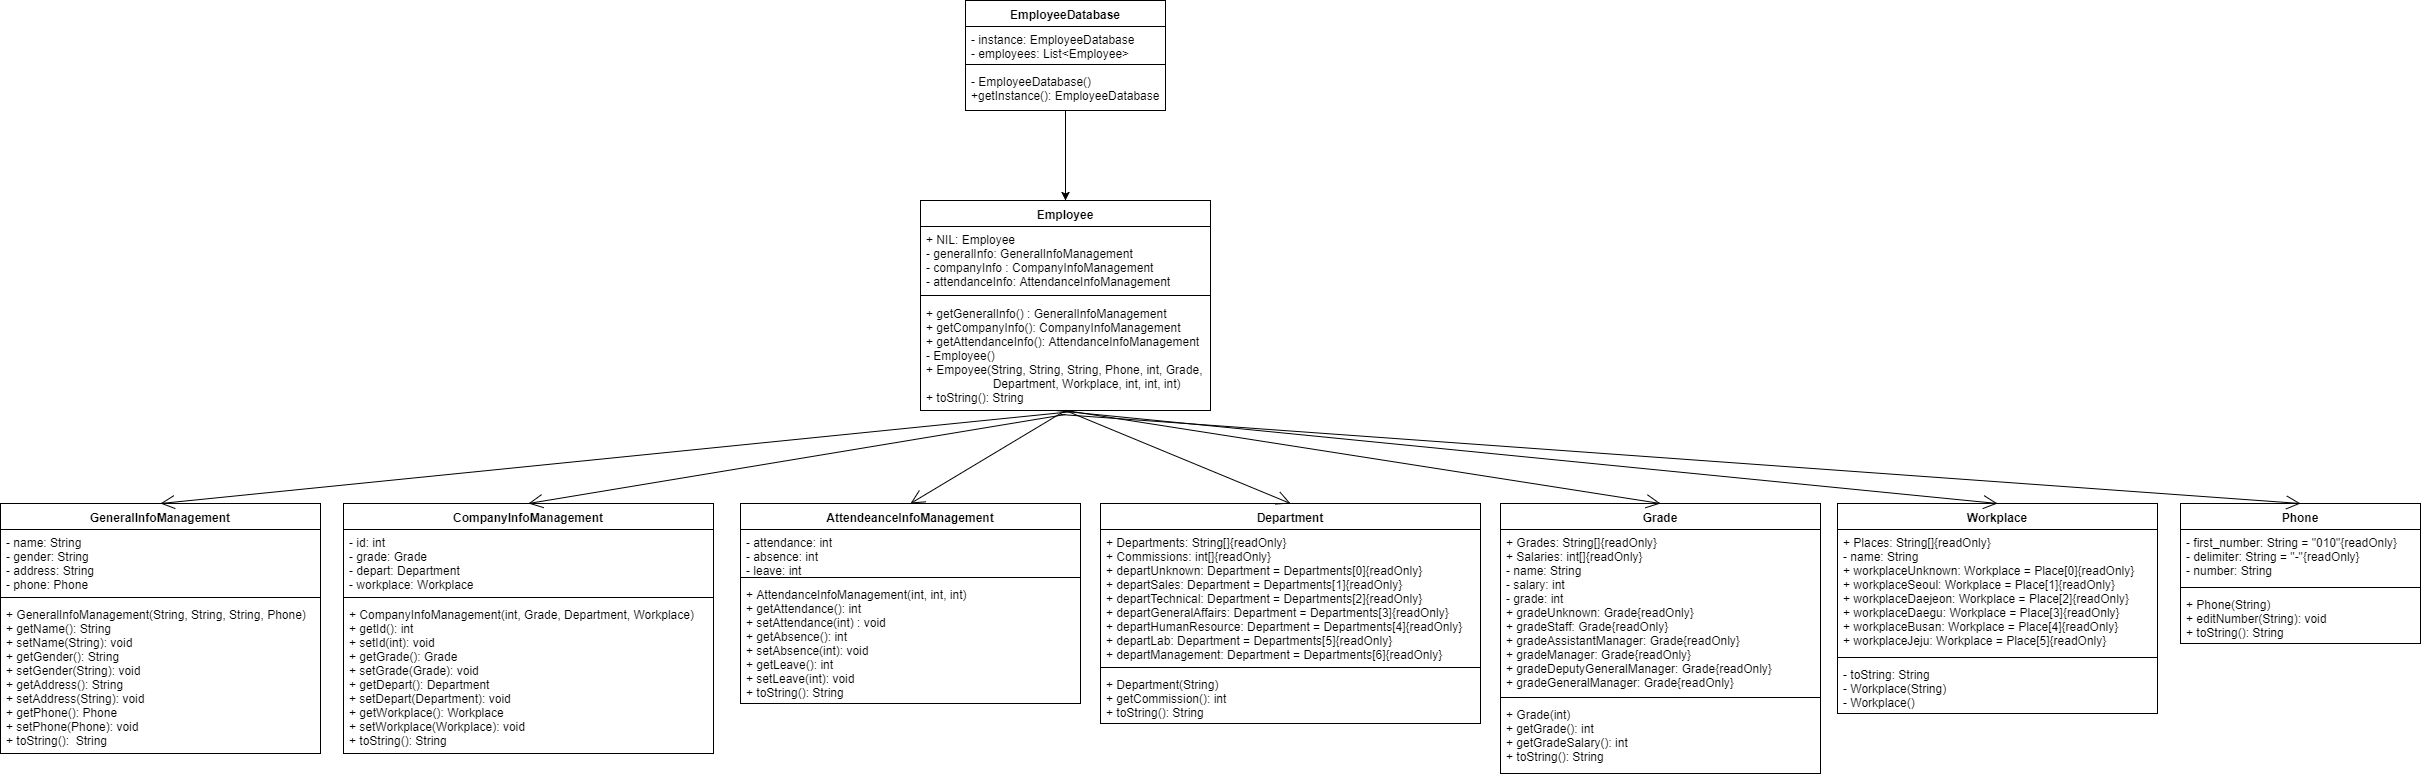 EmployeeDatabase
- instance: EmployeeDatabase
- employees: List<Employee>
- EmployeeDatabase()
+getInstance(): EmployeeDatabase
Employee
+ NIL: Employee
- generalInfo: GeneralInfoManagement
- companyInfo : CompanyInfoManagement
- attendanceInfo: AttendanceInfoManagement
+ getGeneralInfo() : GeneralInfoManagement
+ getCompanyInfo(): CompanyInfoManagement
+ getAttendanceInfo(): AttendanceInfoManagement
- Employee()
+ Empoyee(String, String, String, Phone, int, Grade,
Department, Workplace, int, int, int)
+ toString(): String
GeneralInfoManagement
- name: String
- gender: String
- address: String
- phone: Phone
+ GeneralInfoManagement(String, String, String, Phone)
+ getName(): String
+ setName(String): void
+ getGender(): String
+ setGender(String): void
+ getAddress(): String
+ setAddress(String): void
+ getPhone(): Phone
+ setPhone(Phone): void
+ toString():  String
CompanyInfoManagement
- id: int
- grade: Grade
- depart: Department
- workplace: Workplace
+ CompanyInfoManagement(int, Grade, Department, Workplace)
+ getId(): int
+ setId(int): void
+ getGrade(): Grade
+ setGrade(Grade): void
+ getDepart(): Department
+ setDepart(Department): void
+ getWorkplace(): Workplace
+ setWorkplace(Workplace): void
+ toString(): String
AttendeanceInfoManagement
- attendance: int
- absence: int
- leave: int
+ AttendanceInfoManagement(int, int, int)
+ getAttendance(): int
+ setAttendance(int) : void
+ getAbsence(): int
+ setAbsence(int): void
+ getLeave(): int
+ setLeave(int): void
+ toString(): String
Department
+ Departments: String[]{readOnly}
+ Commissions: int[]{readOnly}
+ departUnknown: Department = Departments[0]{readOnly}
+ departSales: Department = Departments[1]{readOnly}
+ departTechnical: Department = Departments[2]{readOnly}
+ departGeneralAffairs: Department = Departments[3]{readOnly}
+ departHumanResource: Department = Departments[4]{readOnly}
+ departLab: Department = Departments[5]{readOnly}
+ departManagement: Department = Departments[6]{readOnly}
+ Department(String)
+ getCommission(): int
+ toString(): String
Grade
+ Grades: String[]{readOnly}
+ Salaries: int[]{readOnly}
- name: String
- salary: int
- grade: int
+ gradeUnknown: Grade{readOnly}
+ gradeStaff: Grade{readOnly}
+ gradeAssistantManager: Grade{readOnly}
+ gradeManager: Grade{readOnly}
+ gradeDeputyGeneralManager: Grade{readOnly}
+ gradeGeneralManager: Grade{readOnly}
+ Grade(int)
+ getGrade(): int
+ getGradeSalary(): int
+ toString(): String
Workplace
+ Places: String[]{readOnly}
- name: String
+ workplaceUnknown: Workplace = Place[0]{readOnly}
+ workplaceSeoul: Workplace = Place[1]{readOnly}
+ workplaceDaejeon: Workplace = Place[2]{readOnly}
+ workplaceDaegu: Workplace = Place[3]{readOnly}
+ workplaceBusan: Workplace = Place[4]{readOnly}
+ workplaceJeju: Workplace = Place[5]{readOnly}
- toString: String
- Workplace(String)
- Workplace()
Phone
- first_number: String = "010"{readOnly}
- delimiter: String = "-"{readOnly}
- number: String
+ Phone(String)
+ editNumber(String): void
+ toString(): String